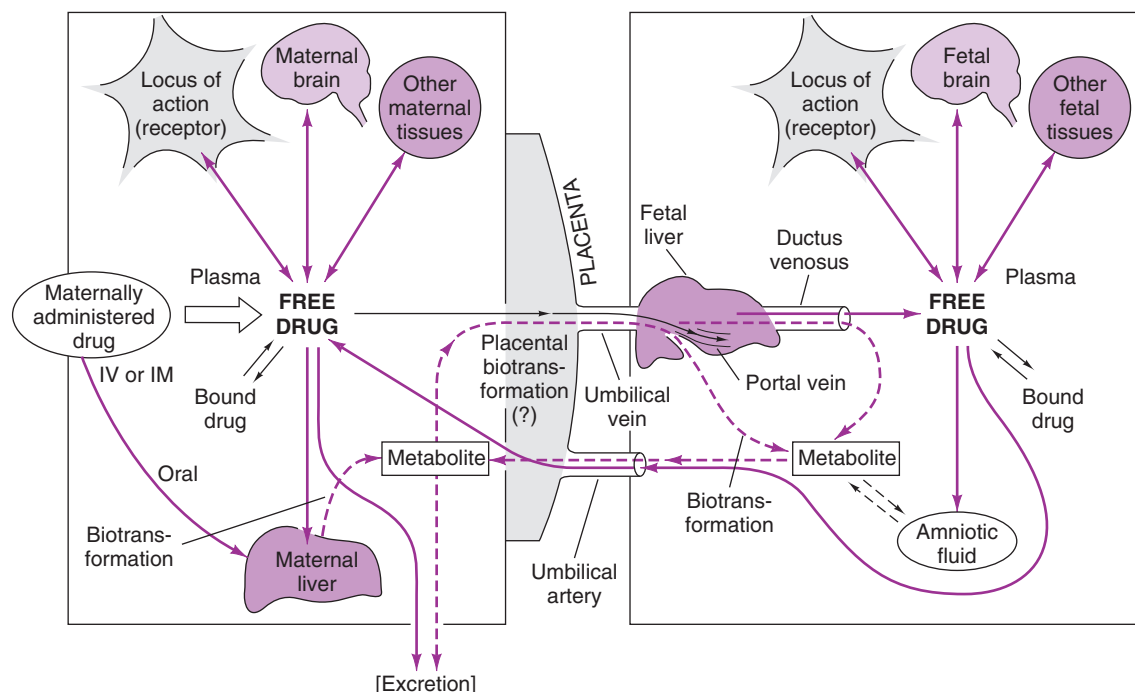 Locus of
action
(receptor)
Maternal
brain
Other
maternal
tissues
Plasma
Maternally
administered
drug
FREE
DRUG
IV or IM
Bound
drug
Oral
Biotrans-
formation
Maternal
liver
Metabolite
[Excretion]
PLACENTA
Placental
biotrans-
formation
(?)
Umbilical
vein
Umbilical
artery
Fetal
liver
Ductus
venosus
Portal vein
Biotrans-
formation
Locus of
action
(receptor)
Fetal
brain
Other
fetal
tissues
Plasma
FREE
DRUG
Bound
drug
Metabolite
Amniotic
fluid